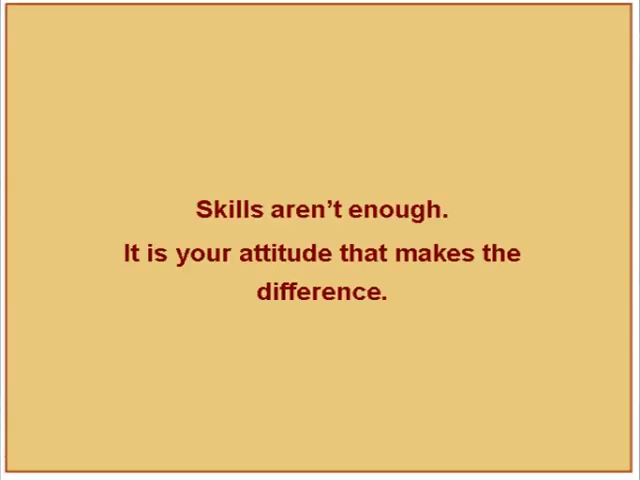 Skills aren’t enough.
It is your attitude that makes the
difference.